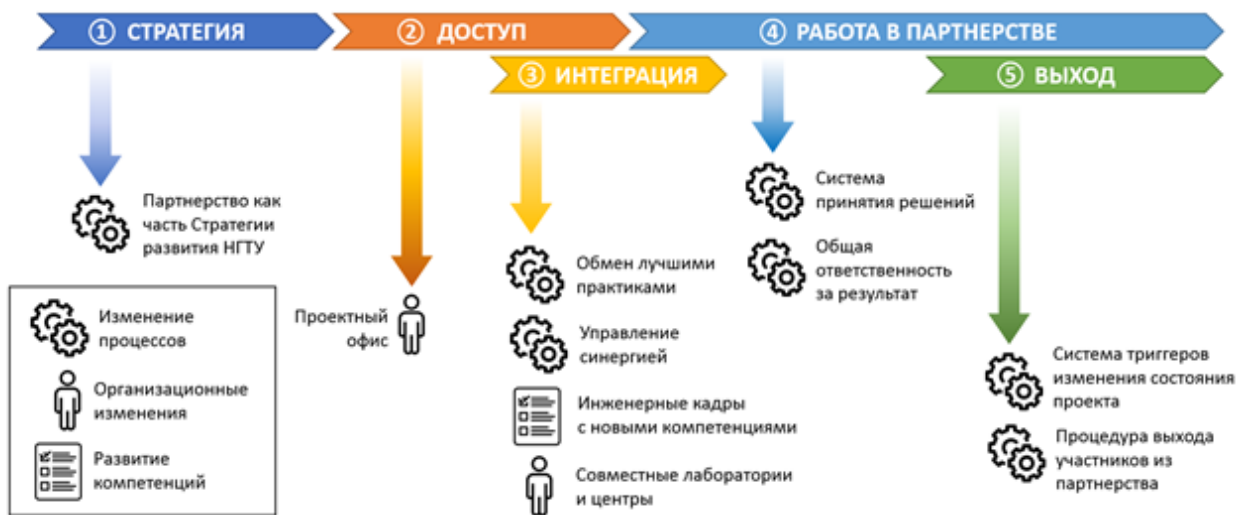 ① СТРАТЕГИЯ
② ДОСТУП
④ РАБОТА В ПАРТНЕРСТВЕ
③ ИНТЕГРАЦИЯ
⑤ ВЫХОД
Партнерство как
часть Стратегии
развития НГТУ
Изменение
процессов
Организационные
изменения
Развитие
компетенций
Проектный
офис
Обмен лучшими
практиками
Управление
синергией
Инженерные кадры
с новыми компетенциями
Совместные лаборатории
и центры
Система
принятия решений
Общая
ответственность
за результат
Система триггеров
изменения состояния
проекта
Процедура выхода
участников из
партнерства